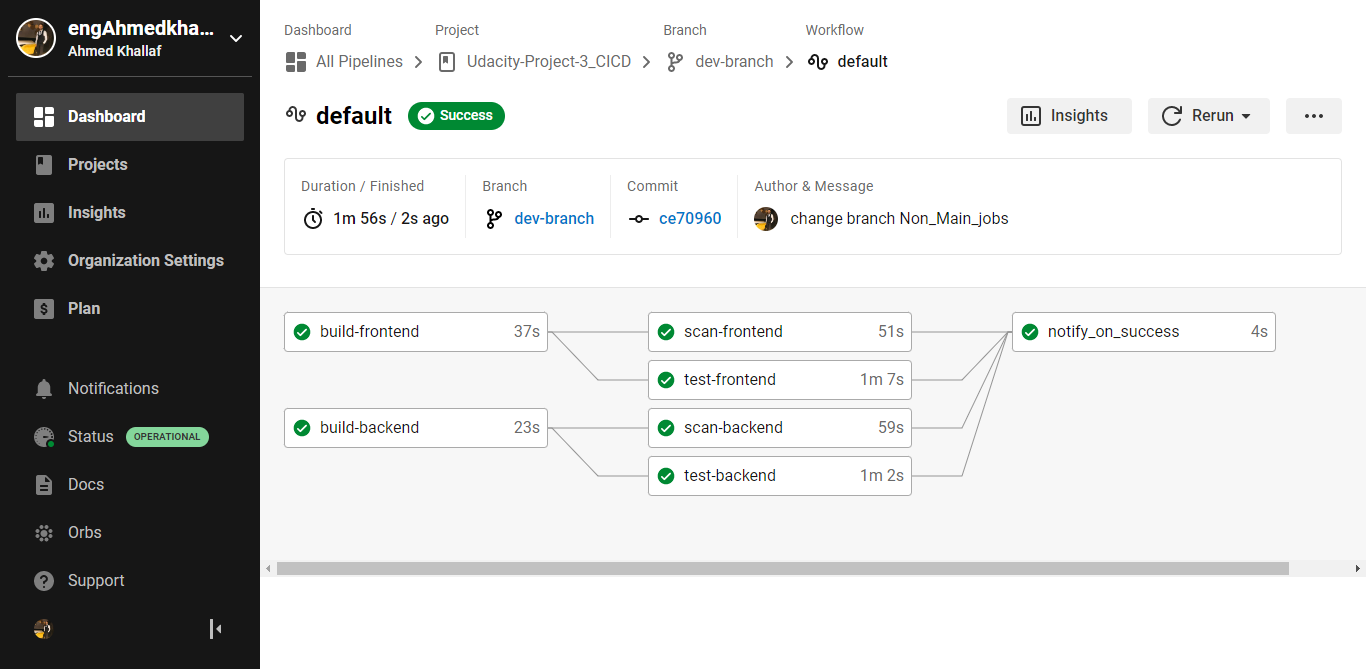 engAhmedkha...
Ahmed Khallaf
Dashboard
Projects
Insights
Organization Settings
Plan
Notifications
Status OPERATIONAL
Docs
Orbs
Support
Dashboard Project Branch Workflow
All Pipelines Udacity-Project-3_CICD dev-branch default
default Success Insights Rerun
Duration / Finished Branch Commit Author & Message
1m 56s / 2s ago dev-branch ce70960 change branch Non_Main_jobs
build-frontend 37s scan-frontend 51s notify_on_success 4s
test-frontend 1m 7s
build-backend 23s scan-backend 59s
test-backend 1m 2s